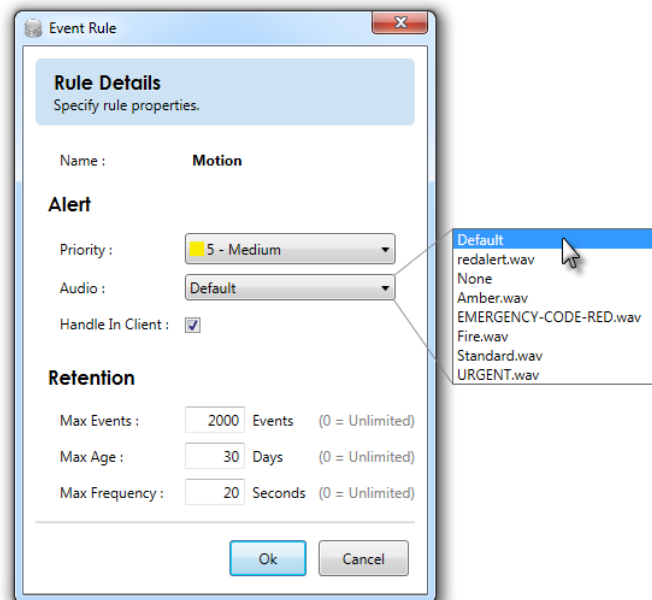 Event Rule
Rule Details
Specify rule properties.
Name : Motion
Alert
Priority : 5 - Medium
Audio : Default
Handle In Client :
Default
redalert.wav
None
Amber.wav
EMERGENCY-CODE-RED.wav
Fire.wav
Standard.wav
URGENT.wav
Retention
Max Events : 2000 Events (0 = Unlimited)
Max Age : 30 Days (0 = Unlimited)
Max Frequency : 20 Seconds (0 = Unlimited)
Ok Cancel